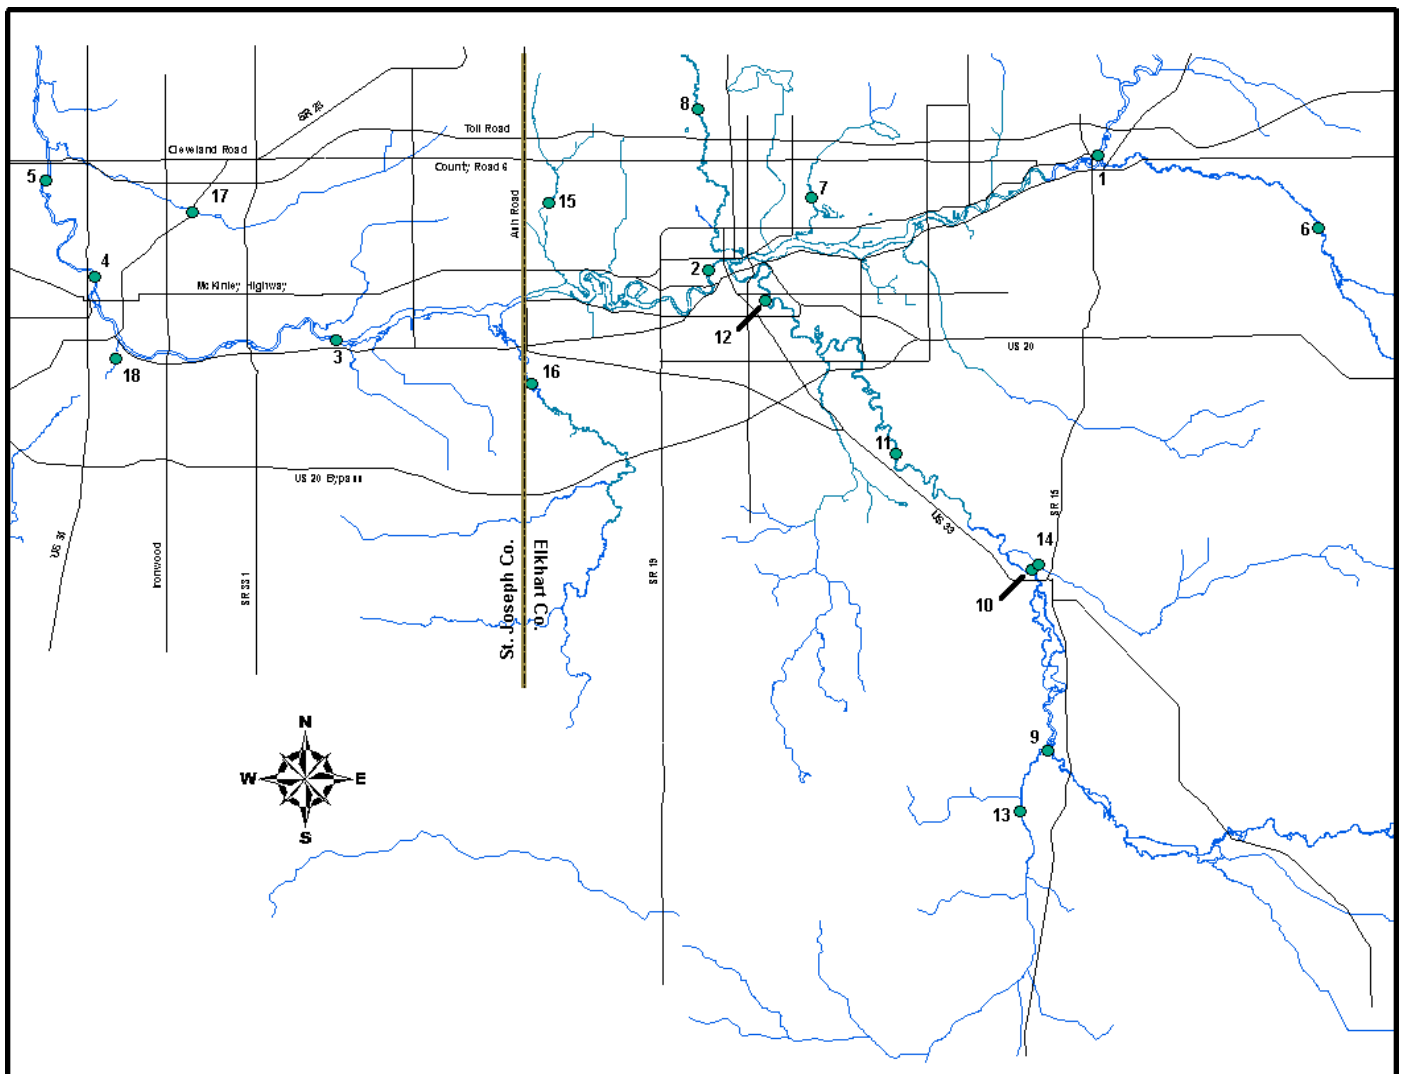 8
SR 23
Toll Road
Cleveland Road
County Road 6
1
5
17
15
7
6
Ash Road
4
2
McKinley Highway
12
3
US 20
18
16
11
US 20 Bypass
SR 15
US 33
US 31
Ironwood
SR 331
St. Joseph Co.
Elkhart Co.
SR 19
14
10
N
W
E
S
9
13